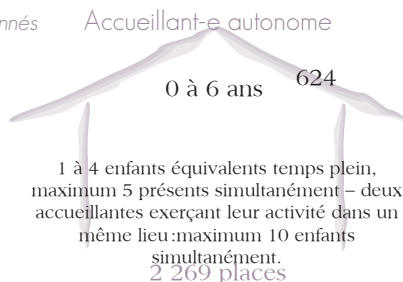 nnés Accueillant-e autonome
0 à 6 ans 624
1 à 4 enfants équivalents temps plein,
maximum 5 présents simultanément – deux
accueillantes exerçant leur activité dans un
même lieu :maximum 10 enfants
simultanément.
2 269 places